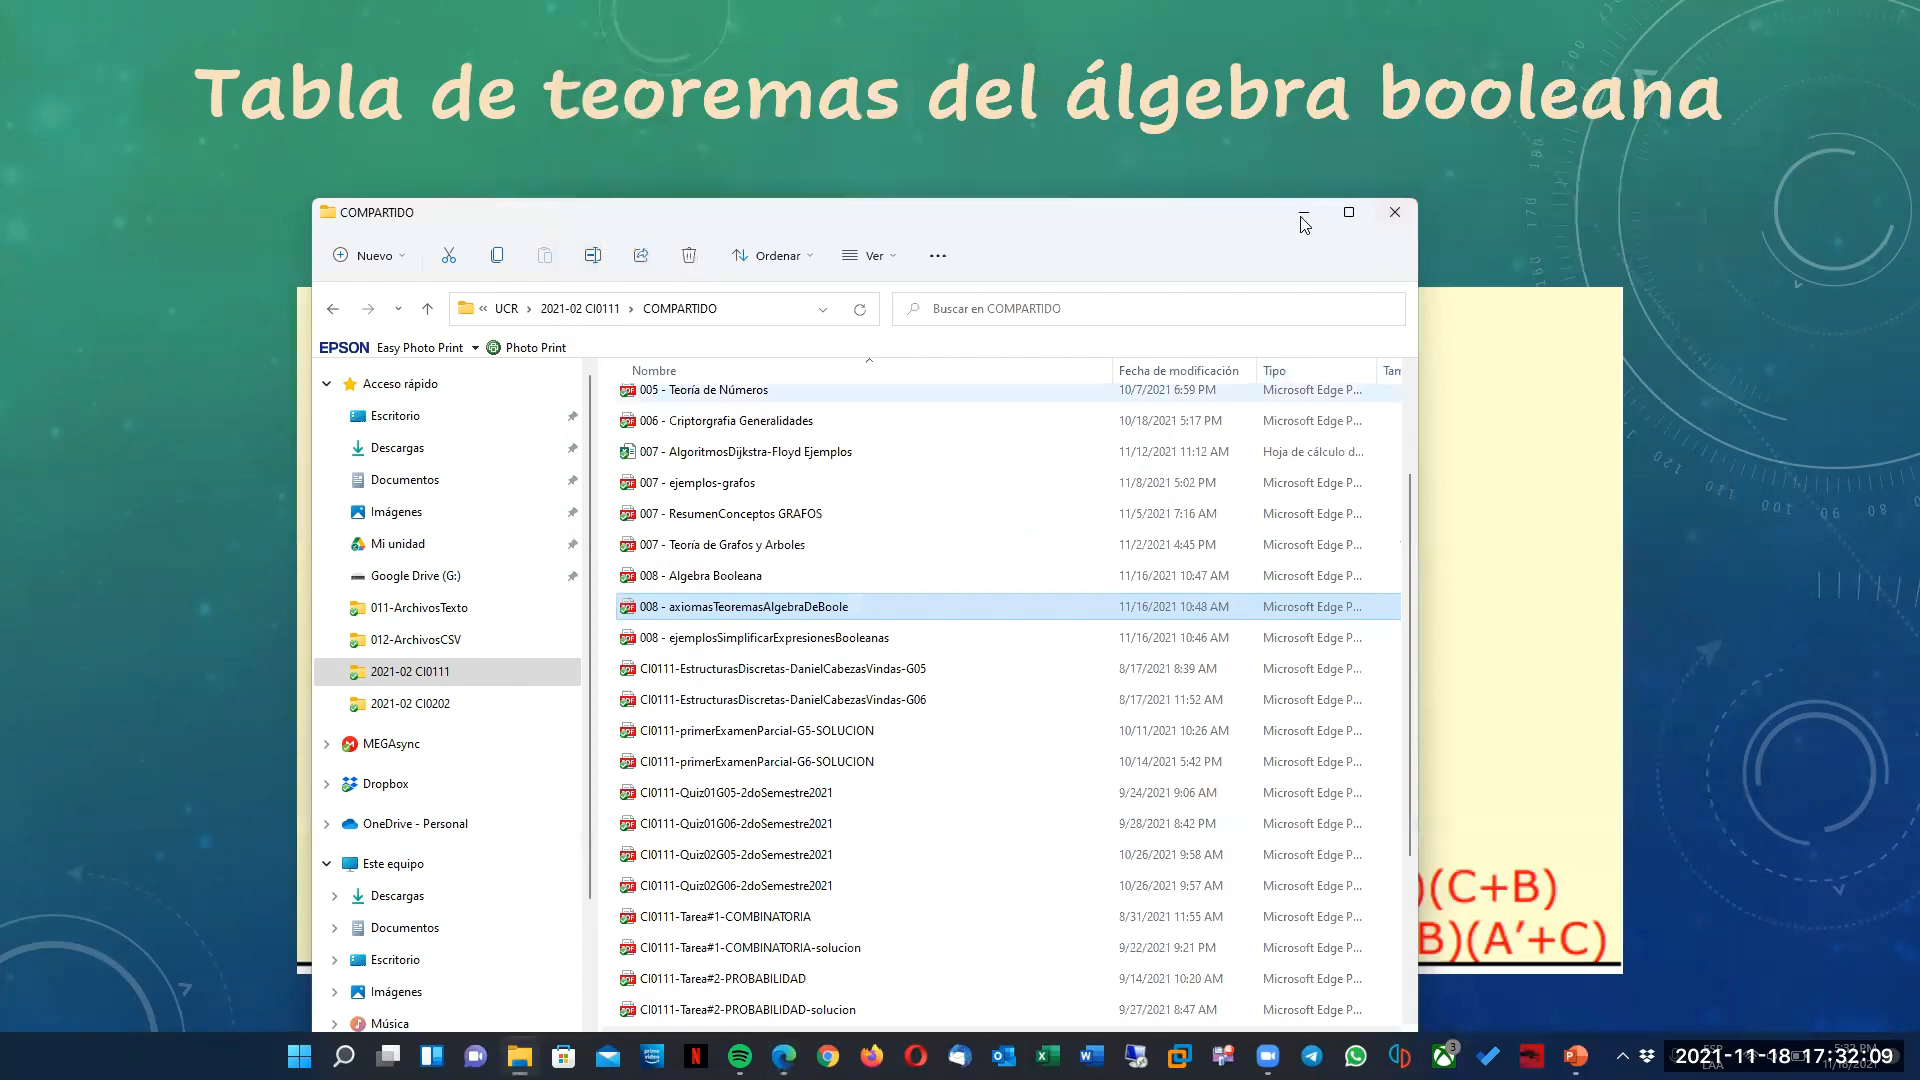 Tabla de teoremas del álgebra booleana
COMPARTIDO
Nuevo
Ordenar
Ver
« UCR › 2021-02 CI0111 › COMPARTIDO
Buscar en COMPARTIDO
EPSON Easy Photo Print Photo Print
Nombre Fecha de modificación Tipo Tam
Acceso rápido
Escritorio
Descargas
Documentos
Imágenes
Mi unidad
Google Drive (G:)
011-ArchivosTexto
012-ArchivosCSV
2021-02 CI0111
2021-02 CI0202
MEGAsync
Dropbox
OneDrive - Personal
Este equipo
Descargas
Documentos
Escritorio
Imágenes
Música
005 - Teoría de Números 10/7/2021 6:59 PM Microsoft Edge P...
006 - Criptorgrafia Generalidades 10/18/2021 5:17 PM Microsoft Edge P...
007 - AlgoritmosDijkstra-Floyd Ejemplos 11/12/2021 11:12 AM Hoja de cálculo d...
007 - ejemplos-grafos 11/8/2021 5:02 PM Microsoft Edge P...
007 - ResumenConceptos GRAFOS 11/5/2021 7:16 AM Microsoft Edge P...
007 - Teoría de Grafos y Arboles 11/2/2021 4:45 PM Microsoft Edge P...
008 - Algebra Booleana 11/16/2021 10:47 AM Microsoft Edge P...
008 - axiomasTeoremasAlgebraDeBoole 11/16/2021 10:48 AM Microsoft Edge P...
008 - ejemplosSimplificarExpresionesBooleanas 11/16/2021 10:46 AM Microsoft Edge P...
CI0111-EstructurasDiscretas-DanielCabezasVindas-G05 8/17/2021 8:39 AM Microsoft Edge P...
CI0111-EstructurasDiscretas-DanielCabezasVindas-G06 8/17/2021 11:52 AM Microsoft Edge P...
CI0111-primerExamenParcial-G5-SOLUCION 10/11/2021 10:26 AM Microsoft Edge P...
CI0111-primerExamenParcial-G6-SOLUCION 10/14/2021 5:42 PM Microsoft Edge P...
CI0111-Quiz01G05-2doSemestre2021 9/24/2021 9:06 AM Microsoft Edge P...
CI0111-Quiz01G06-2doSemestre2021 9/28/2021 8:42 PM Microsoft Edge P...
CI0111-Quiz02G05-2doSemestre2021 10/26/2021 9:58 AM Microsoft Edge P...
CI0111-Quiz02G06-2doSemestre2021 10/26/2021 9:57 AM Microsoft Edge P...
CI0111-Tarea#1-COMBINATORIA 8/31/2021 11:55 AM Microsoft Edge P...
CI0111-Tarea#1-COMBINATORIA-solucion 9/22/2021 9:21 PM Microsoft Edge P...
CI0111-Tarea#2-PROBABILIDAD 9/14/2021 10:20 AM Microsoft Edge P...
CI0111-Tarea#2-PROBABILIDAD-solucion 9/27/2021 8:47 AM Microsoft Edge P...
)(C+B)
B)(A′+C)
2021-11-18 17:32:09